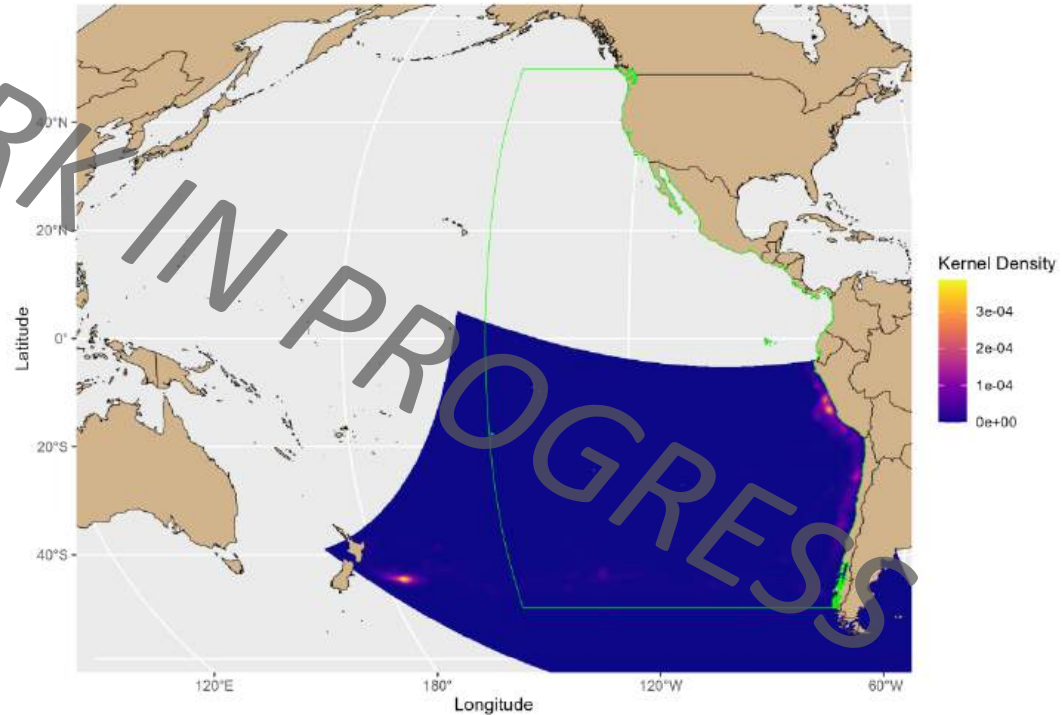 Kernel Density
3e-04
2e-04
1e-04
0e+00
Latitude
40°N
20°N
0°
20°S
40°S
120°E
180°
120°W
60°W
Longitude
RK IN PROGRESS